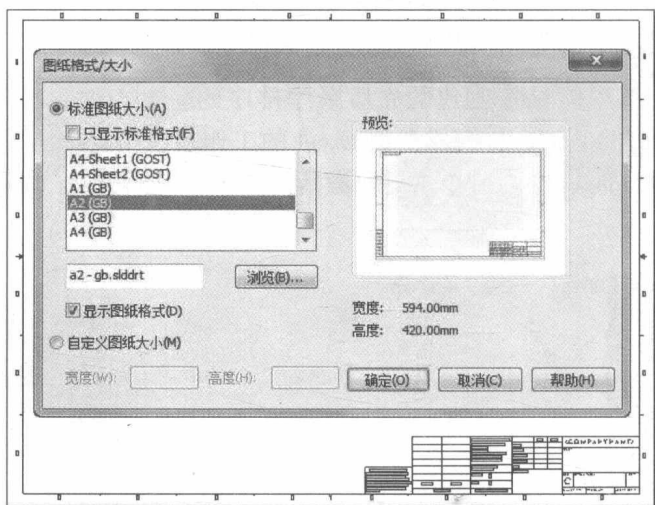 图纸格式/大小
标准图纸大小(A)
只显示标准格式(F)
A4-Sheet1 (GOST)
A4-Sheet2 (GOST)
A1 (GB)
A2 (GB)
A3 (GB)
A4 (GB)
a2 - gb.slddrt
浏览(B)...
显示图纸格式(D)
自定义图纸大小(M)
宽度(W):
高度(H):
预览:
宽度: 594.00mm
高度: 420.00mm
确定(O)
取消(C)
帮助(H)